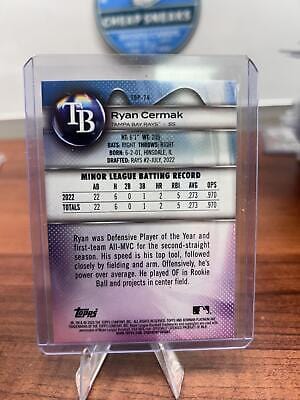 CHEAP SNEAKS
TOP-74
TB
Ryan Cermak
TAMPA BAY RAYS™ - SS
HT: 6'1" WT: 205
BATS: RIGHT THROWS: RIGHT
BORN: 6-2-01, HINSDALE, IL
DRAFTED: RAYS #2-JULY, 2022
MINOR LEAGUE BATTING RECORD
AB R 2B 3B HR RBI AVG OPS
2022 22 6 0 1 2 5 .273 .970
TOTALS 22 6 0 1 2 5 .273 .970
Ryan was Defensive Player of the Year and
first-team All-MVC for the second-straight
season. His speed is his top tool, followed
closely by fielding and arm. Offensively, he's
power over average. He played OF in Rookie
Ball and projects in center field.
Topps